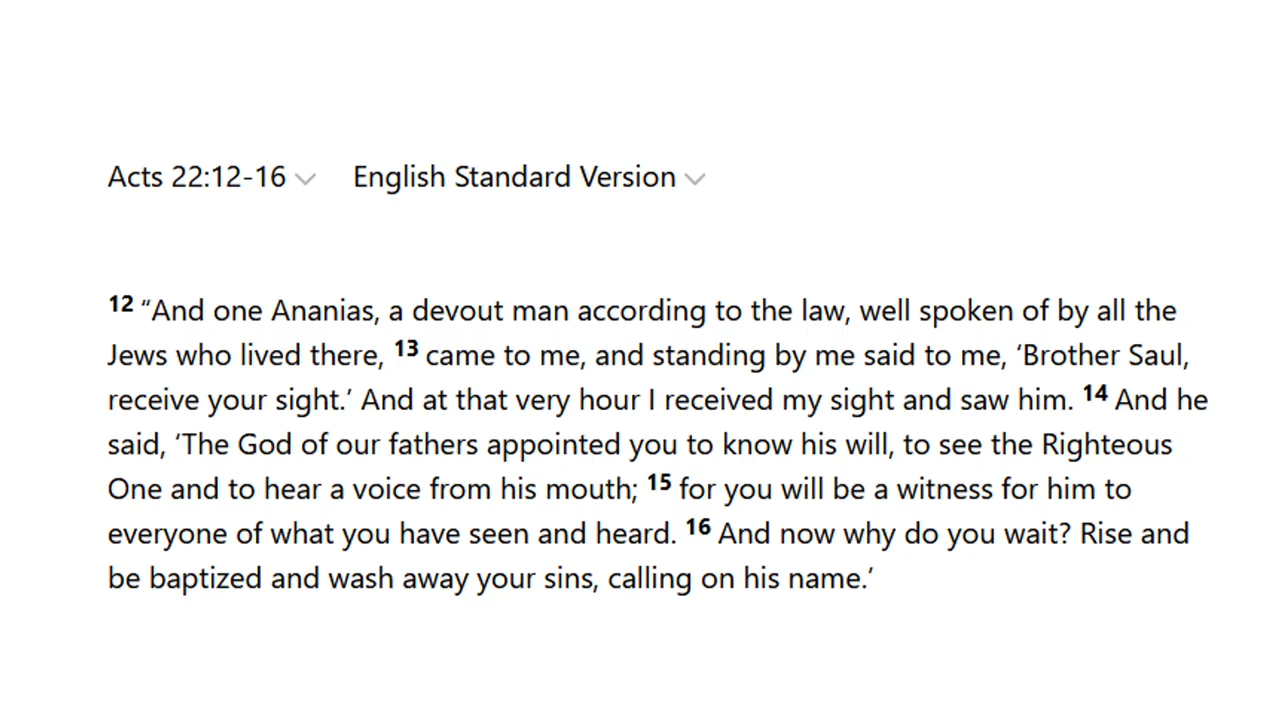 Acts 22:12-16 English Standard Version
12 “And one Ananias, a devout man according to the law, well spoken of by all the
Jews who lived there, 13 came to me, and standing by me said to me, ‘Brother Saul,
receive your sight.’ And at that very hour I received my sight and saw him. 14 And he
said, ‘The God of our fathers appointed you to know his will, to see the Righteous
One and to hear a voice from his mouth; 15 for you will be a witness for him to
everyone of what you have seen and heard. 16 And now why do you wait? Rise and
be baptized and wash away your sins, calling on his name.’